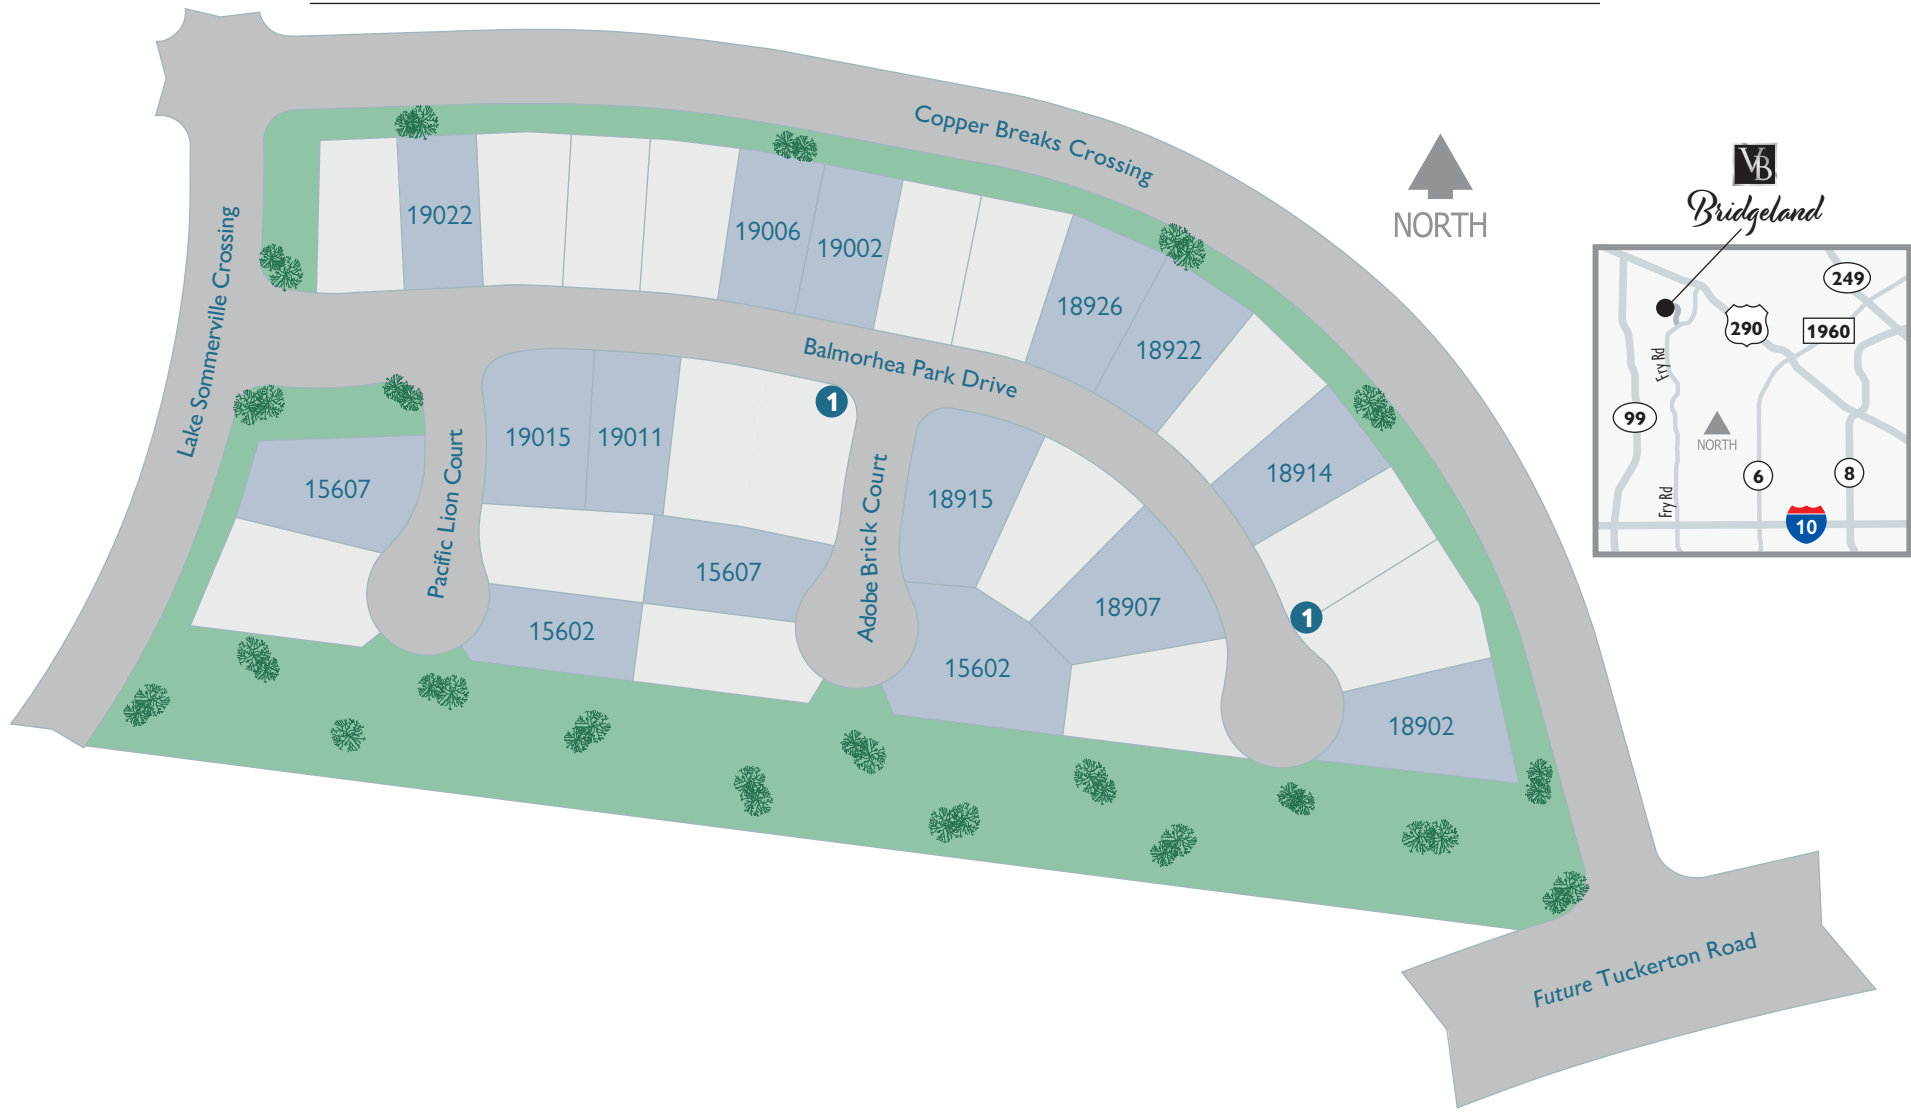 Copper Breaks Crossing
VB
Bridgeland
NORTH
19022
19006
19002
Lake Sommerville Crossing
249
290
1960
Fry Rd
99
NORTH
6
8
Fry Rd
10
18926
18922
Balmorhea Park Drive
1
19015
19011
18914
15607
Pacific Lion Court
Adobe Brick Court
18915
15607
18907
1
15602
15602
18902
Future Tuckerton Road